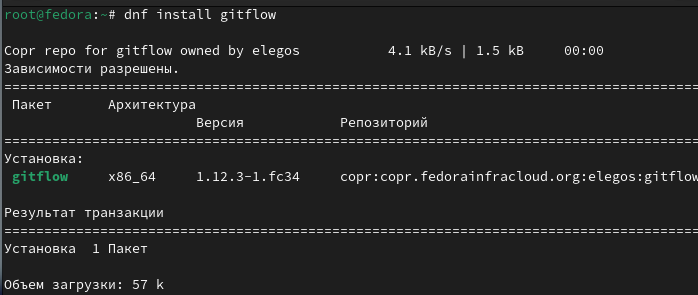 root@fedora:~# dnf install gitflow
Copr repo for gitflow owned by elegos 4.1 kB/s | 1.5 kB 00:00
Зависимости разрешены.
================================================================================
Пакет Архитектура
Версия Репозиторий
================================================================================
Установка:
gitflow x86_64 1.12.3-1.fc34 copr:copr.fedorainfracloud.org:elegos:gitflow
Результат транзакции
================================================================================
Установка 1 Пакет
Объем загрузки: 57 k